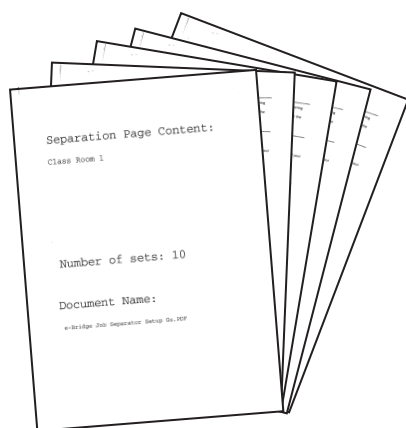 Separation Page Content:
Class Room 1
Number of sets: 10
Document Name:
e-Bridge Job Separator Setup Gu.PDF